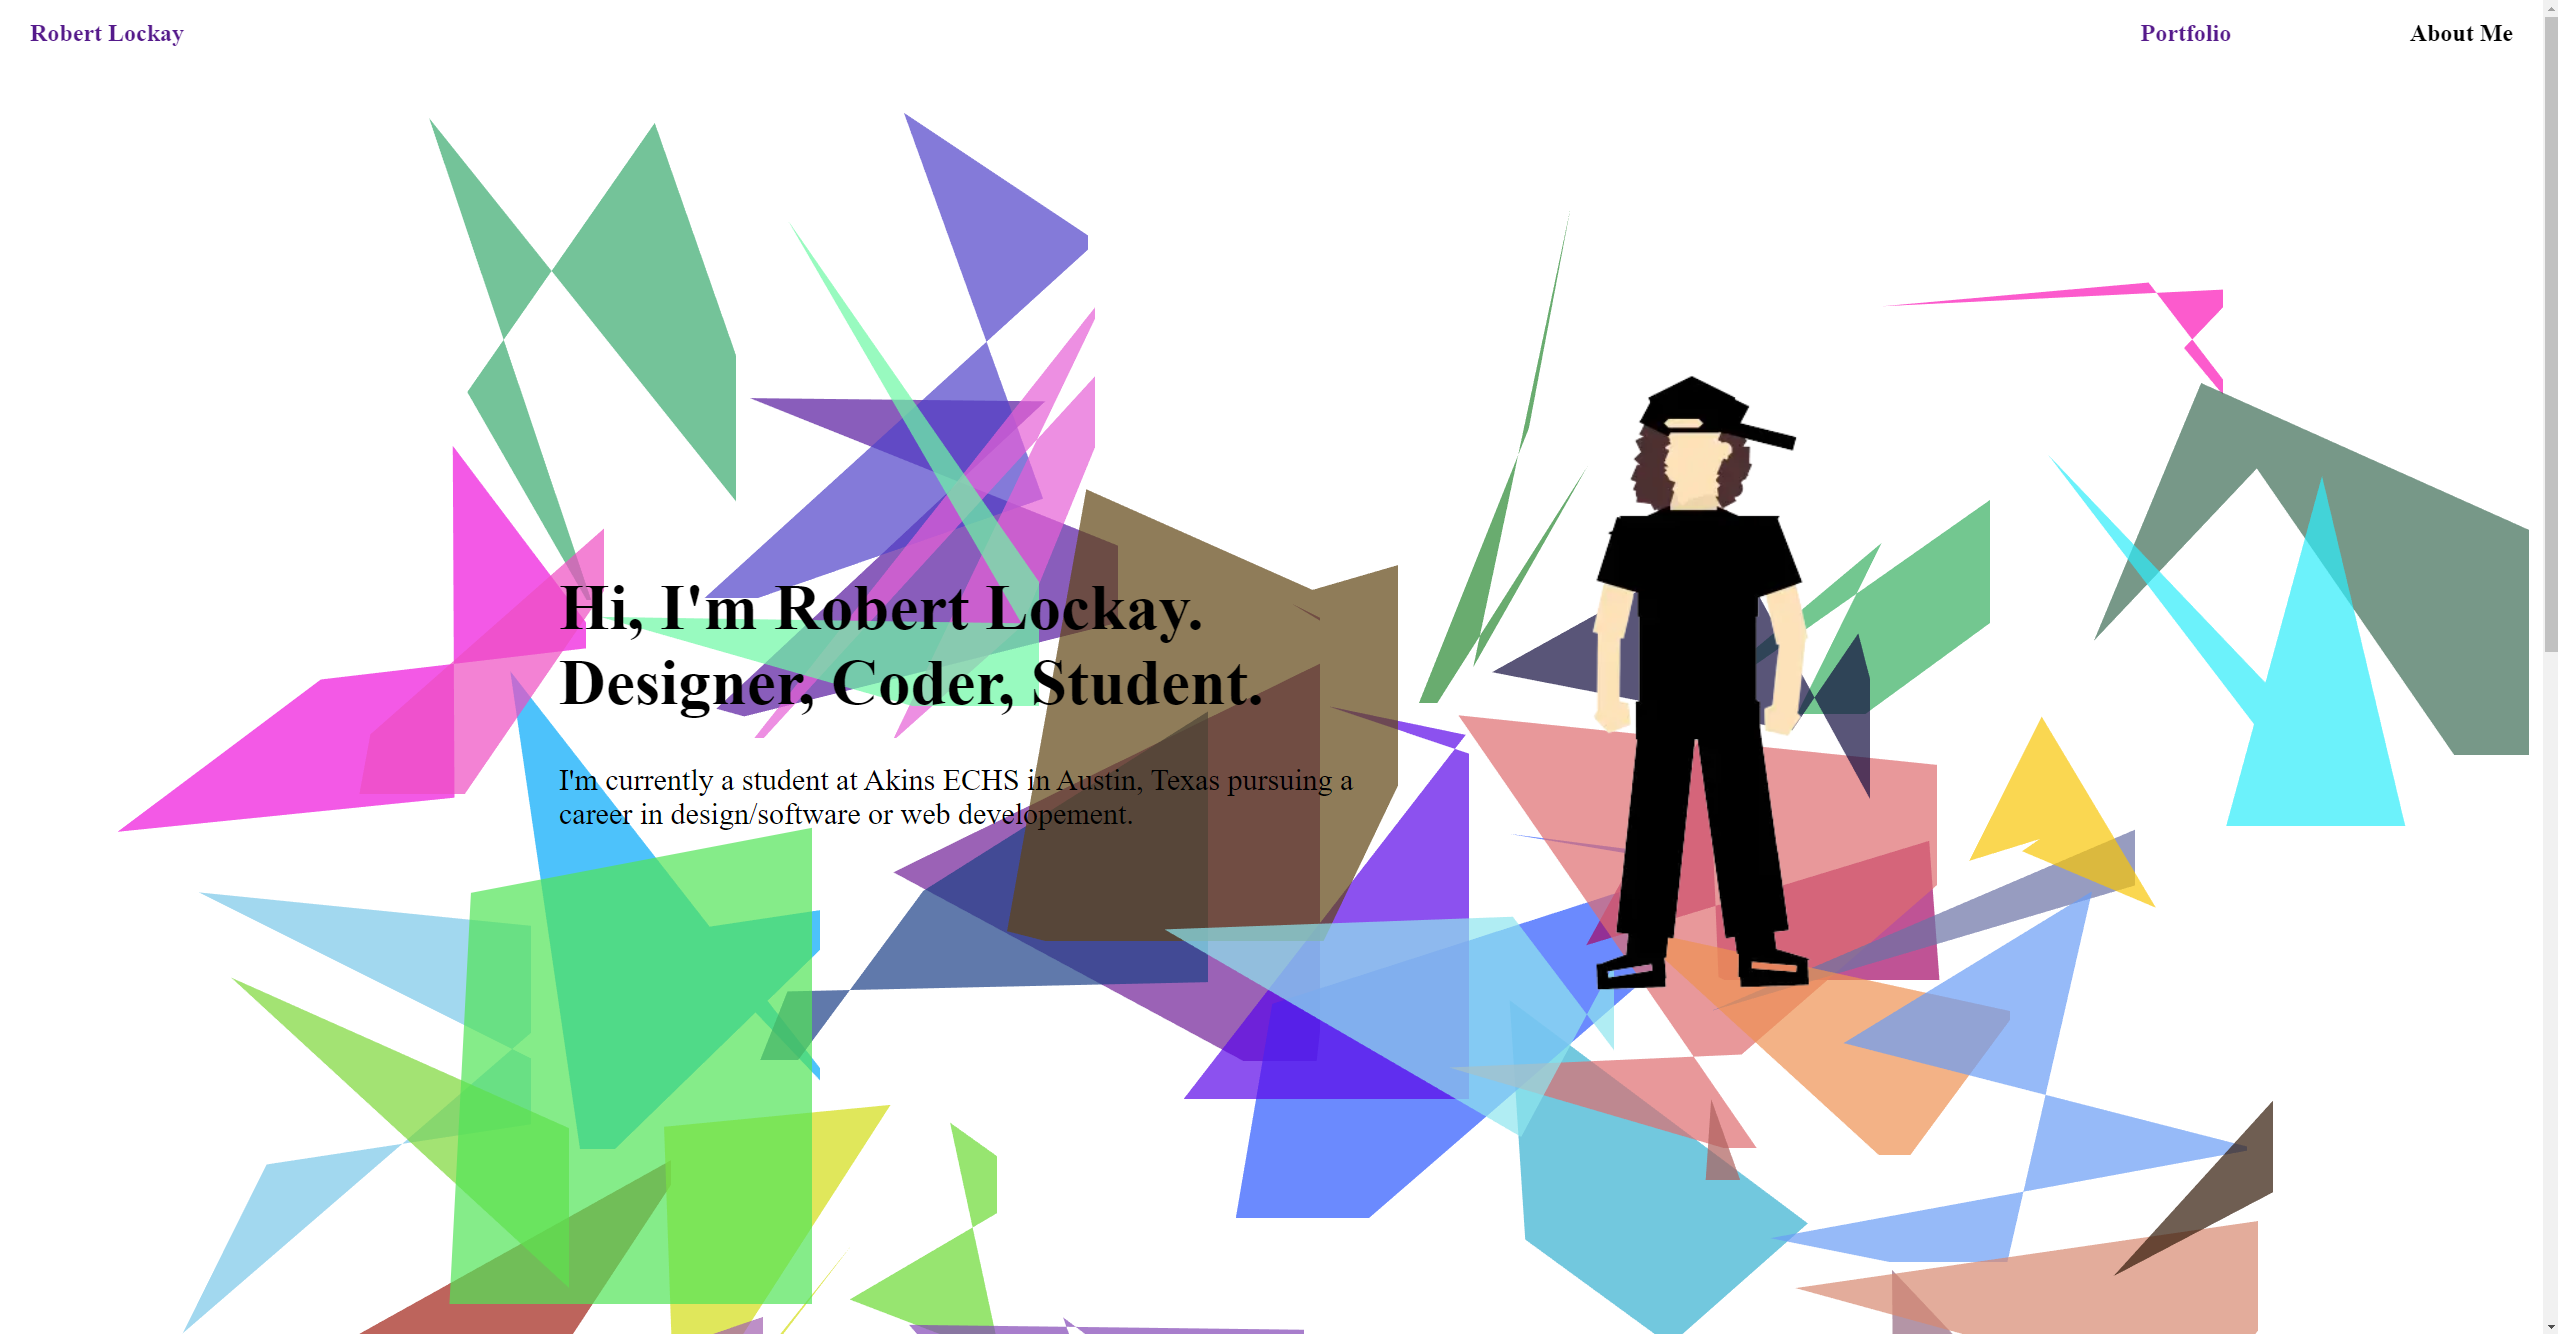 Robert Lockay
Portfolio
About Me
Hi, I'm Robert Lockay.
Designer, Coder, Student.
I'm currently a student at Akins ECHS in Austin, Texas pursuing a
career in design/software or web developement.